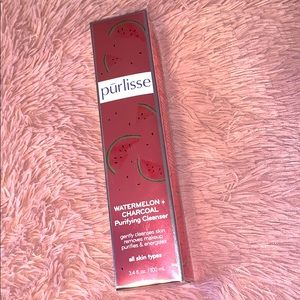 pūrlisse
WATERMELON +
CHARCOAL
Purifying Cleanser
gently cleanses skin
removes makeup
purifies & energizes
all skin types
3.4 fl. oz. / 100 mL